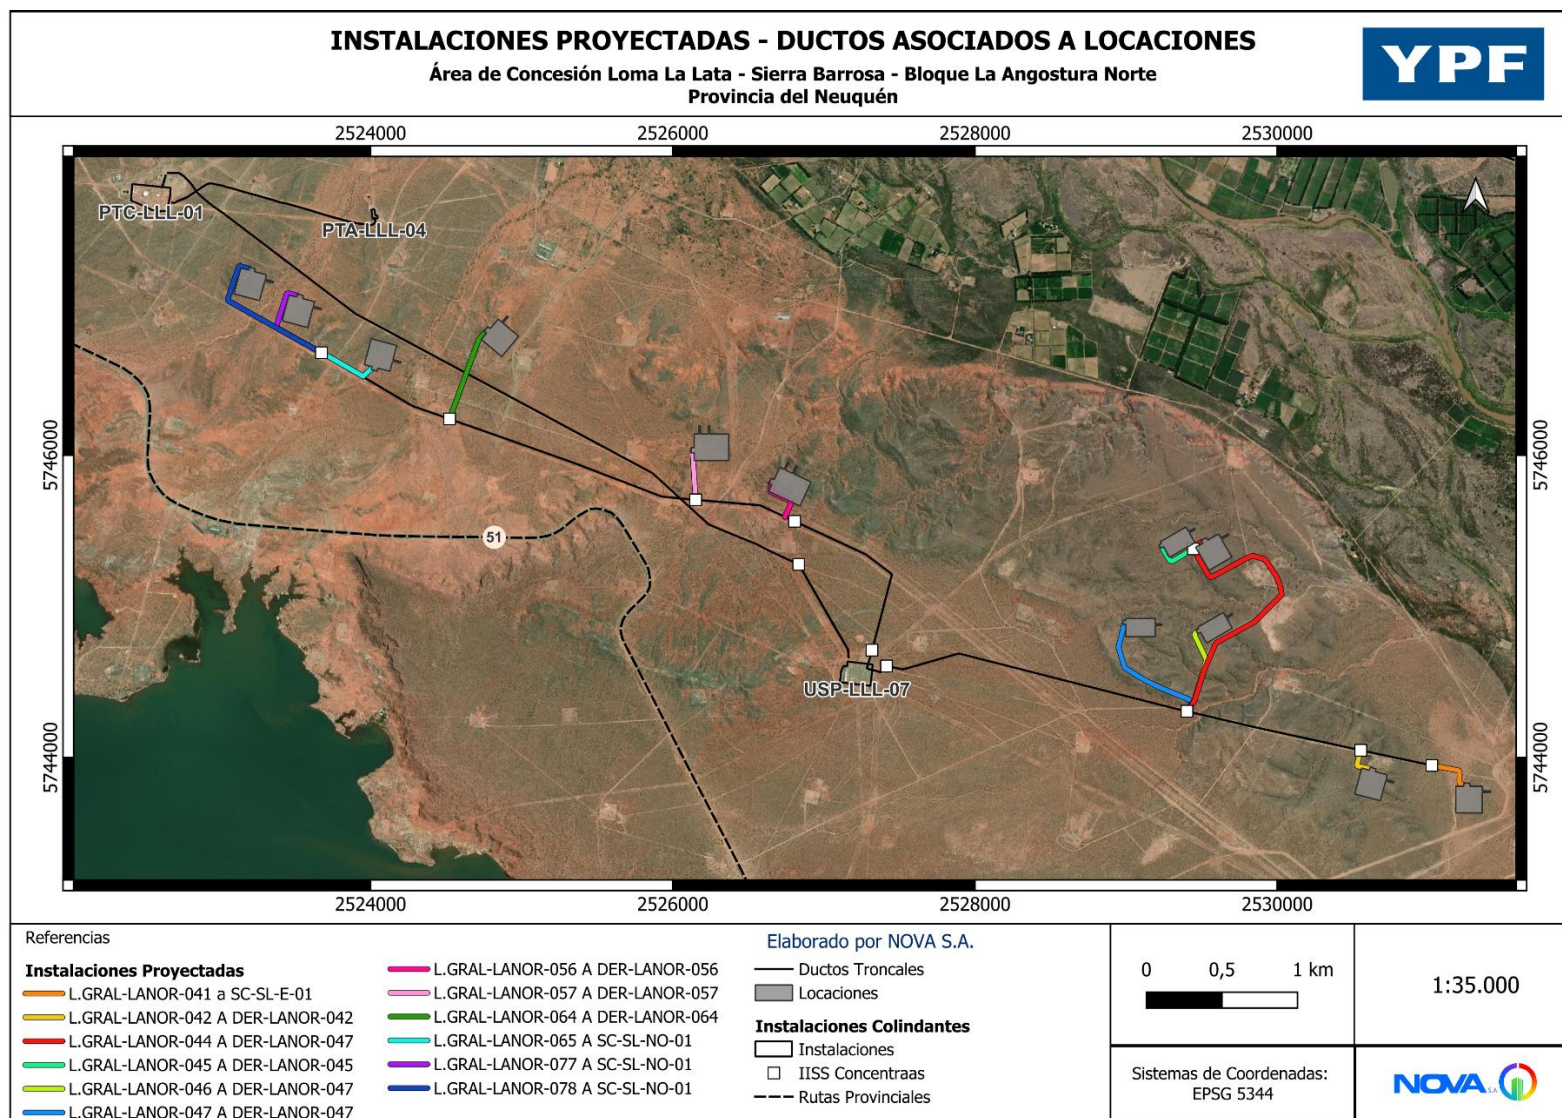 INSTALACIONES PROYECTADAS - DUCTOS ASOCIADOS A LOCACIONES
Área de Concesión Loma La Lata - Sierra Barrosa - Bloque La Angostura Norte
Provincia del Neuquén
YPF
2524000 2526000 2528000 2530000
PTC-LLL-01
PTA-LLL-04
5746000
5746000
51
USP-LLL-07
5744000
5744000
2524000 2526000 2528000 2530000
Referencias
Instalaciones Proyectadas
L.GRAL-LANOR-041 a SC-SL-E-01
L.GRAL-LANOR-042 A DER-LANOR-042
L.GRAL-LANOR-044 A DER-LANOR-047
L.GRAL-LANOR-045 A DER-LANOR-045
L.GRAL-LANOR-046 A DER-LANOR-047
L.GRAL-LANOR-047 A DER-LANOR-047
L.GRAL-LANOR-056 A DER-LANOR-056
L.GRAL-LANOR-057 A DER-LANOR-057
L.GRAL-LANOR-064 A DER-LANOR-064
L.GRAL-LANOR-065 A SC-SL-NO-01
L.GRAL-LANOR-077 A SC-SL-NO-01
L.GRAL-LANOR-078 A SC-SL-NO-01
Elaborado por NOVA S.A.
Ductos Troncales
Locaciones
Instalaciones Colindantes
Instalaciones
IISS Concentraas
Rutas Provinciales
0 0,5 1 km
1:35.000
Sistemas de Coordenadas:
EPSG 5344
NOVA S.A.